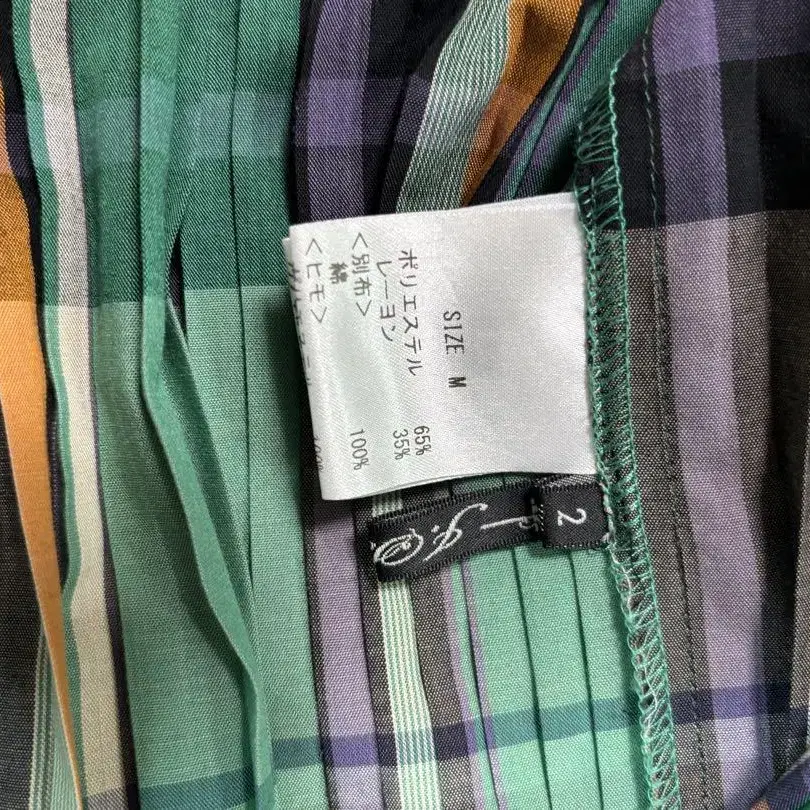 SIZE M
ポリエステル 65%
レーヨン 35%
<別布>
綿 100%
<ヒモ>
2